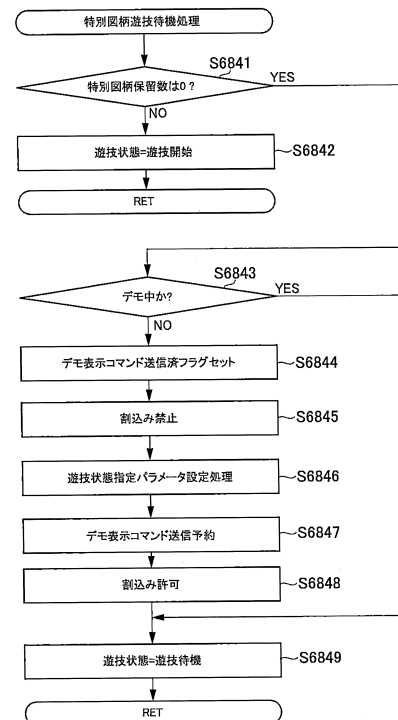 特別図柄遊技待機処理
S6841
特別図柄保留数は0？
YES
NO
遊技状態=遊技開始
S6842
RET
S6843
デモ中か?
YES
NO
デモ表示コマンド送信済フラグセット
S6844
割込み禁止
S6845
遊技状態指定パラメータ設定処理
S6846
デモ表示コマンド送信予約
S6847
割込み許可
S6848
遊技状態=遊技待機
S6849
RET